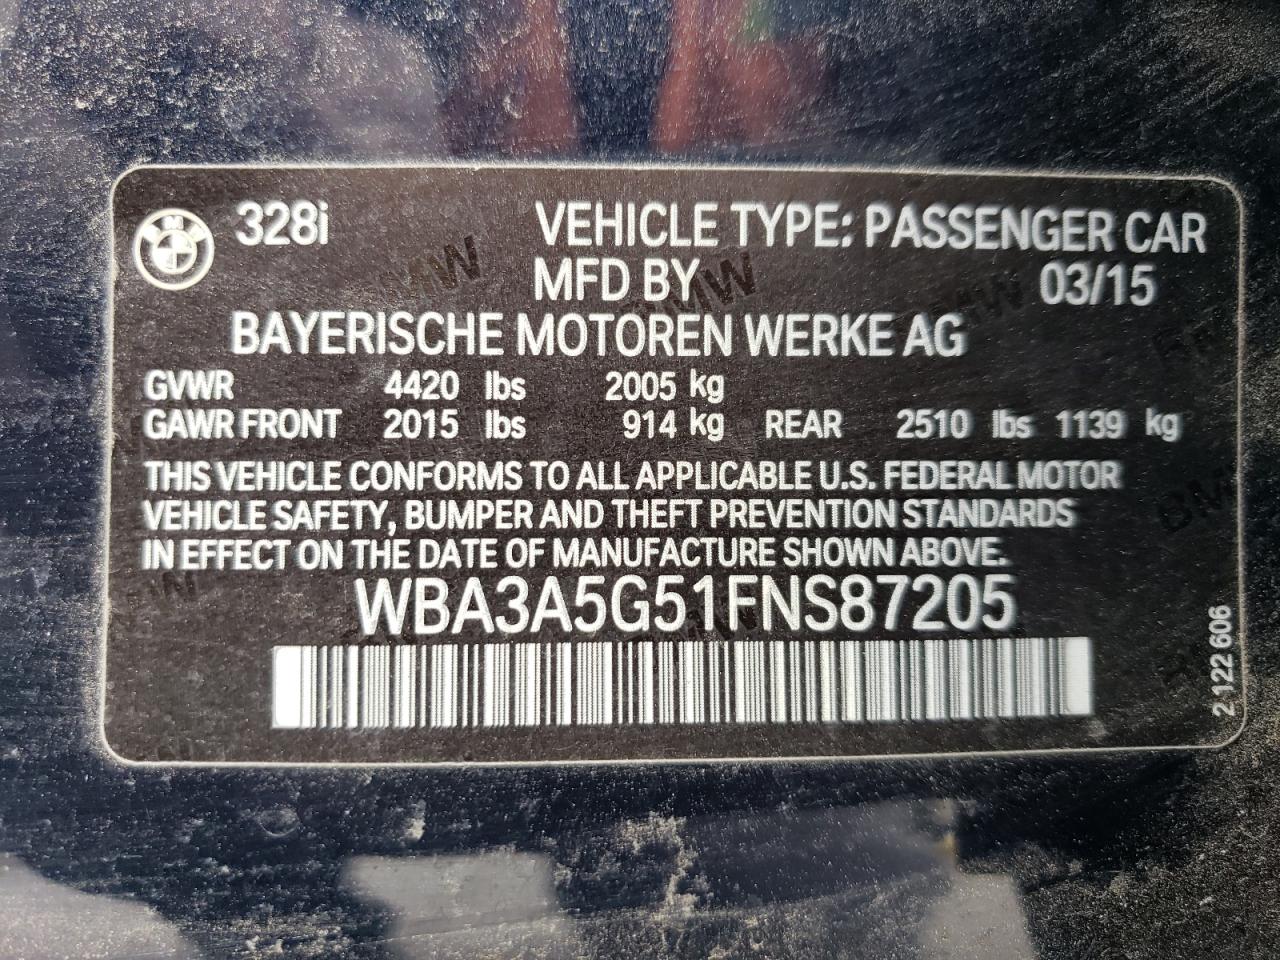 328i VEHICLE TYPE: PASSENGER CAR
MFD BY 03/15
BAYERISCHE MOTOREN WERKE AG
GVWR 4420 lbs 2005 kg
GAWR FRONT 2015 lbs 914 kg REAR 2510 lbs 1139 kg
THIS VEHICLE CONFORMS TO ALL APPLICABLE U.S. FEDERAL MOTOR
VEHICLE SAFETY, BUMPER AND THEFT PREVENTION STANDARDS
IN EFFECT ON THE DATE OF MANUFACTURE SHOWN ABOVE.
WBA3A5G51FNS87205
2 122 606